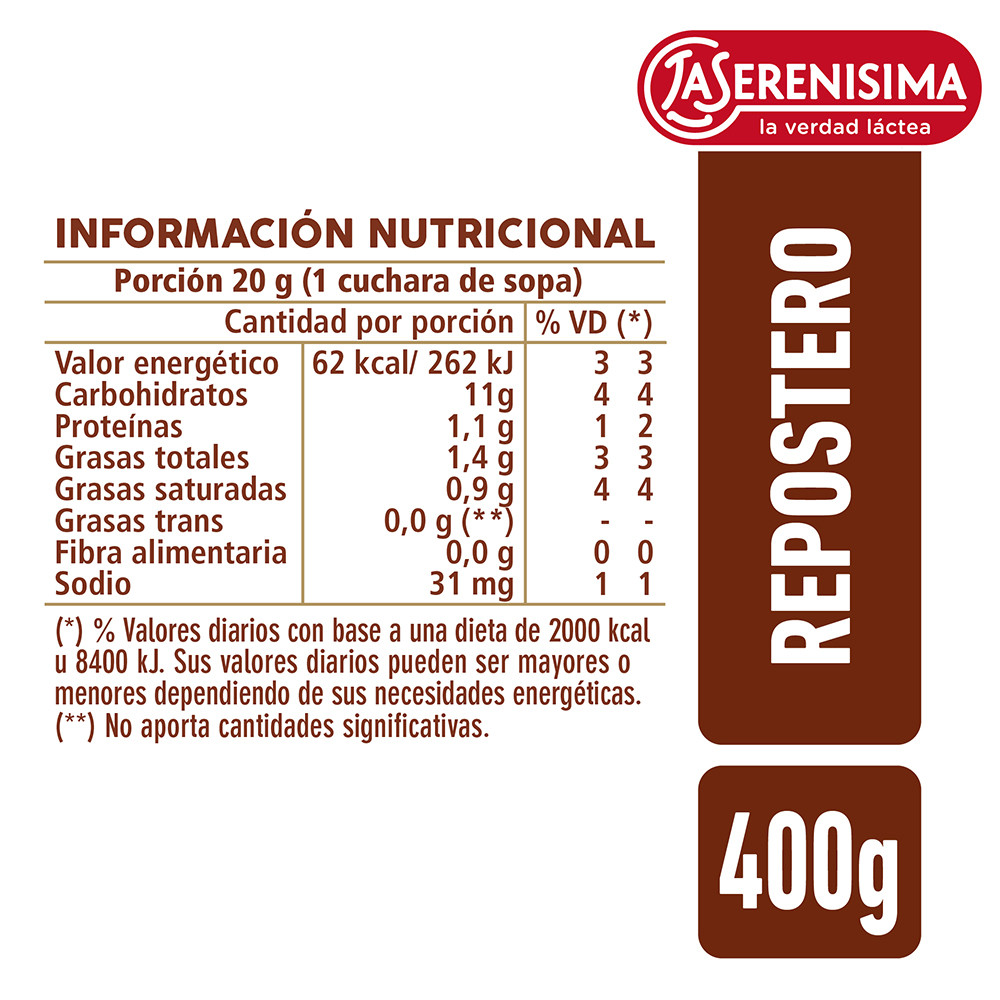 LA SERENISIMA
la verdad láctea
INFORMACIÓN NUTRICIONAL
Porción 20 g (1 cuchara de sopa)
Cantidad por porción % VD (*)
Valor energético 62 kcal/ 262 kJ 3 3
Carbohidratos 11g 4 4
Proteínas 1,1 g 1 2
Grasas totales 1,4 g 3 3
Grasas saturadas 0,9 g 4 4
Grasas trans 0,0 g (**) - -
Fibra alimentaria 0,0 g 0 0
Sodio 31 mg 1 1
(*) % Valores diarios con base a una dieta de 2000 kcal
u 8400 kJ. Sus valores diarios pueden ser mayores o
menores dependiendo de sus necesidades energéticas.
(**) No aporta cantidades significativas.
REPOSTERO
400g